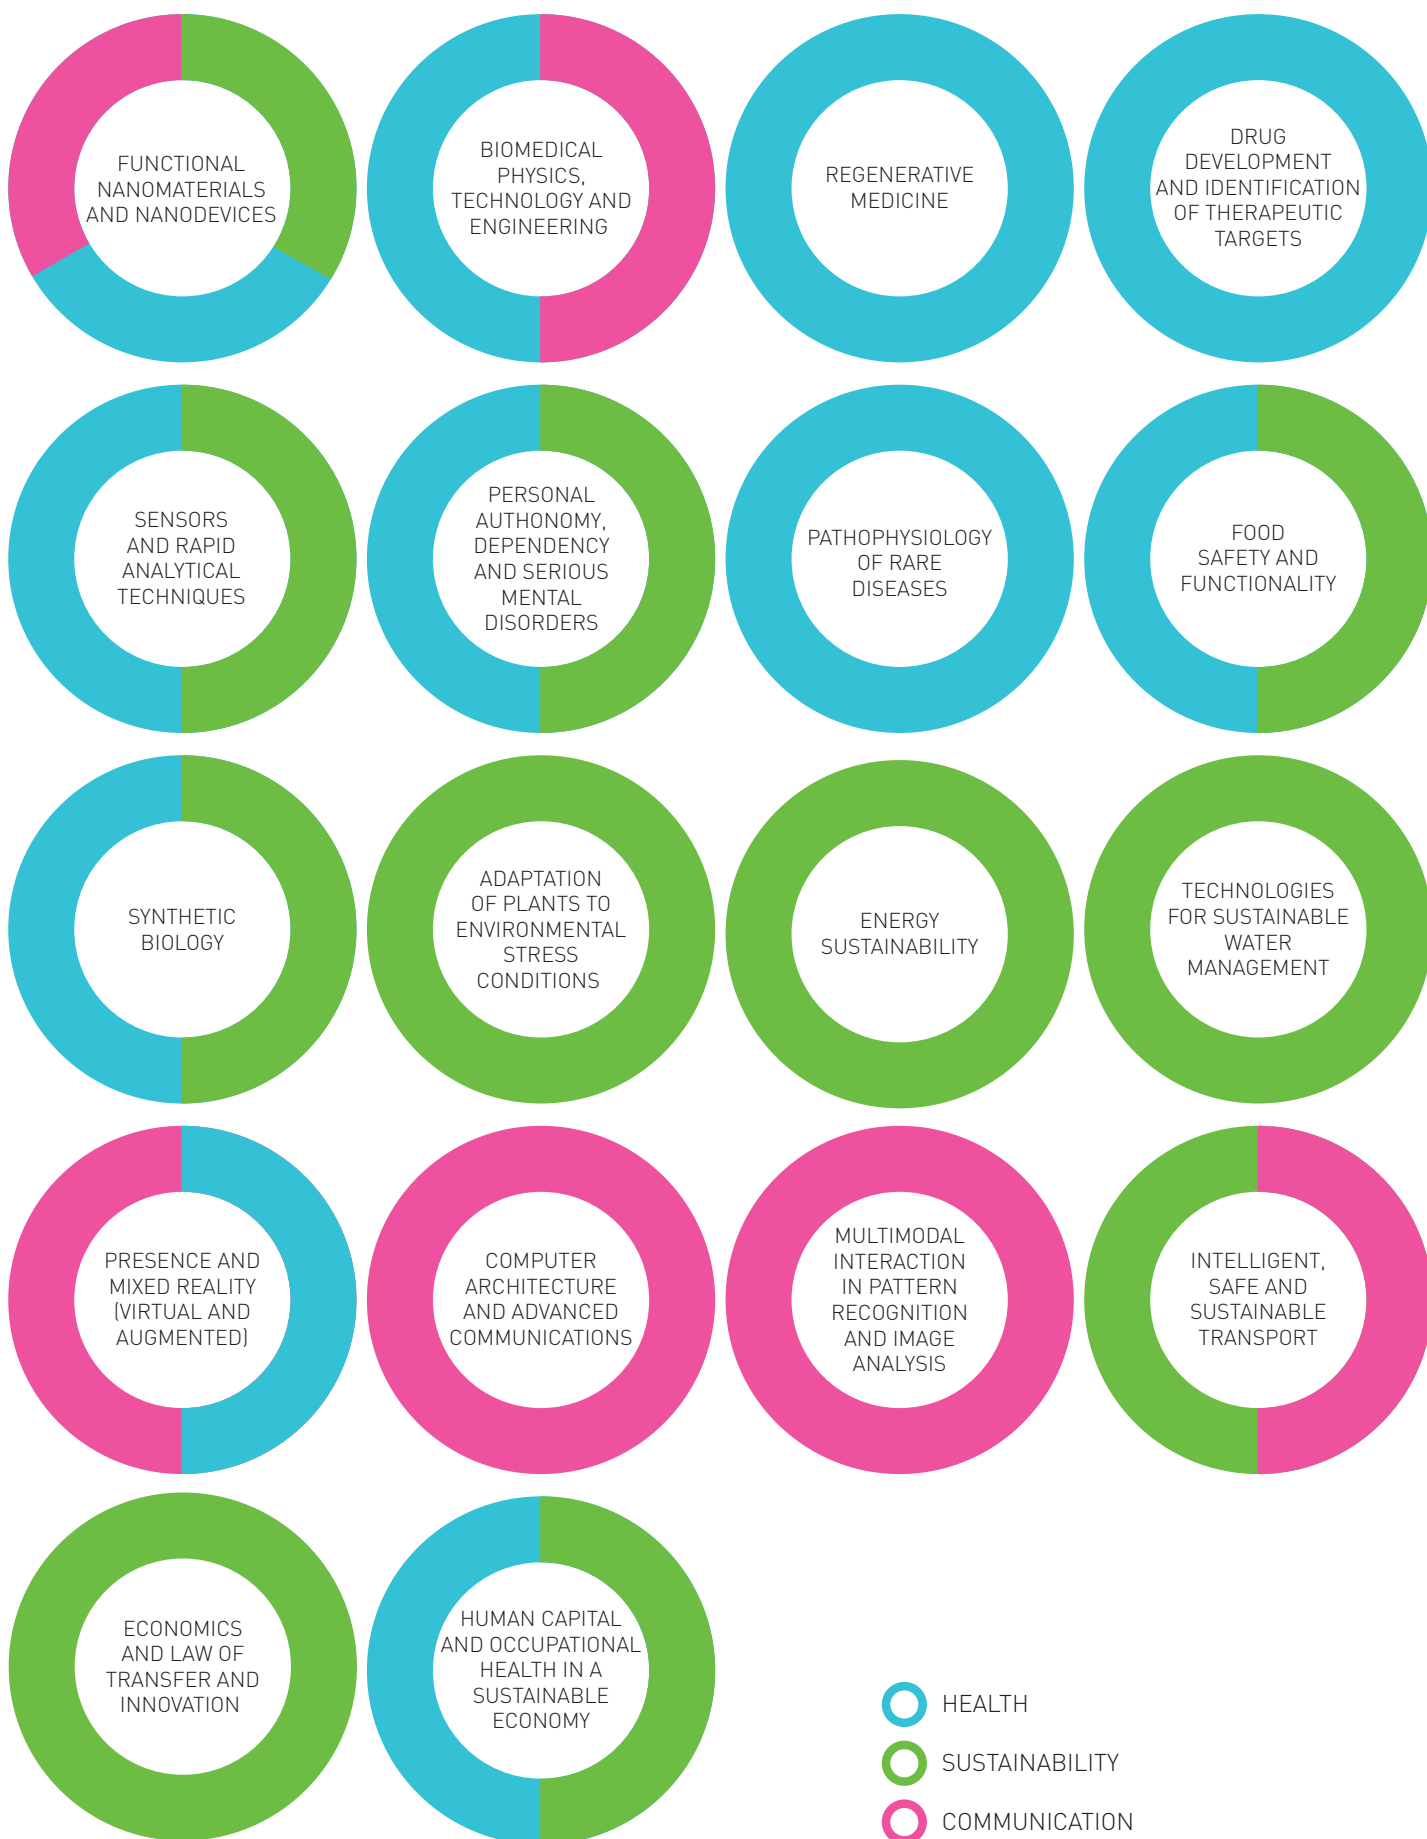 FUNCTIONAL
NANOMATERIALS
AND NANODEVICES
BIOMEDICAL
PHYSICS,
TECHNOLOGY AND
ENGINEERING
REGENERATIVE
MEDICINE
DRUG
DEVELOPMENT
AND IDENTIFICATION
OF THERAPEUTIC
TARGETS
SENSORS
AND RAPID
ANALYTICAL
TECHNIQUES
PERSONAL
AUTHONOMY,
DEPENDENCY
AND SERIOUS
MENTAL
DISORDERS
PATHOPHYSIOLOGY
OF RARE
DISEASES
FOOD
SAFETY AND
FUNCTIONALITY
SYNTHETIC
BIOLOGY
ADAPTATION
OF PLANTS TO
ENVIRONMENTAL
STRESS
CONDITIONS
ENERGY
SUSTAINABILITY
TECHNOLOGIES
FOR SUSTAINABLE
WATER
MANAGEMENT
PRESENCE AND
MIXED REALITY
(VIRTUAL AND
AUGMENTED)
COMPUTER
ARCHITECTURE
AND ADVANCED
COMMUNICATIONS
MULTIMODAL
INTERACTION
IN PATTERN
RECOGNITION
AND IMAGE
ANALYSIS
INTELLIGENT,
SAFE AND
SUSTAINABLE
TRANSPORT
ECONOMICS
AND LAW OF
TRANSFER AND
INNOVATION
HUMAN CAPITAL
AND OCCUPATIONAL
HEALTH IN A
SUSTAINABLE
ECONOMY
HEALTH
SUSTAINABILITY
COMMUNICATION